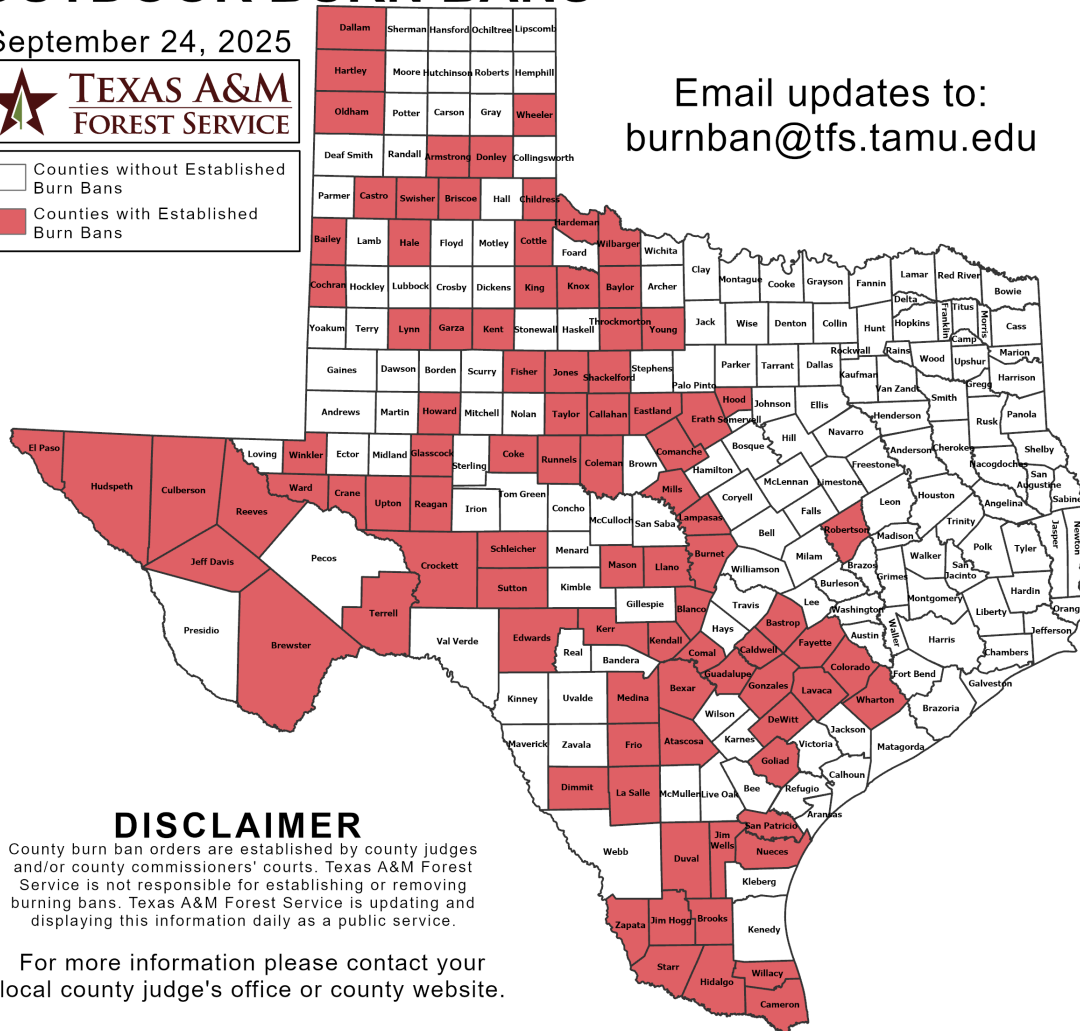 September 24, 2025
TEXAS A&M
FOREST SERVICE
Counties without Established
Burn Bans
Counties with Established
Burn Bans
Email updates to:
burnban@tfs.tamu.edu
Dallam Sherman Hansford Ochiltree Lipscomb
Hartley Moore Hutchinson Roberts Hemphill
Oldham Potter Carson Gray Wheeler
Deaf Smith Randall Armstrong Donley Collingsworth
Parmer Castro Swisher Briscoe Hall Childress
Hardeman
Bailey Lamb Hale Floyd Motley Cottle Foard Wilbarger Wichita
Clay Montague Cooke Grayson Fannin Lamar Red River Bowie
Cochran Hockley Lubbock Crosby Dickens King Knox Baylor Archer
Delta Franklin Titus Morris
Yoakum Terry Lynn Garza Kent Stonewall Haskell Throckmorton Young Jack Wise Denton Collin Hunt Hopkins Camp Cass
Rockwall Rains Wood Upshur Marion
Gaines Dawson Borden Scurry Fisher Jones Shackelford Stephens Palo Pinto Parker Tarrant Dallas Kaufman Van Zandt Smith Gregg Harrison
Andrews Martin Howard Mitchell Nolan Taylor Callahan Eastland Erath Hood Somervell Johnson Ellis Henderson Rusk Panola
El Paso Hudspeth Culberson Reeves Loving Winkler Ector Midland Glasscock Sterling Coke Runnels Coleman Brown Comanche Hamilton Bosque Hill Navarro Anderson Cherokee Nacogdoches Shelby
Freestone Limestone McLennan
San
Augustine
Sabine
Ward Crane Upton Reagan Irion Tom Green Concho McCulloch San Saba Mills Lampasas Coryell Falls Leon Houston Angelina
Bell Robertson Madison Trinity Polk Tyler Jasper Newton
Jeff Davis Pecos Crockett Schleicher Menard Mason Llano Burnet Williamson Milam Brazos Grimes Walker
San
Jacinto
Sutton Kimble Gillespie Blanco Travis Lee Burleson Washington Montgomery Liberty Hardin
Presidio Brewster Terrell Val Verde Edwards Kerr Kendall Hays Bastrop Fayette Austin Waller Harris Chambers Jefferson
Real Bandera Comal Caldwell Guadalupe Colorado Fort Bend Galveston
Kinney Uvalde Medina Bexar Wilson Gonzales Lavaca Wharton Brazoria
Maverick Zavala Frio Atascosa Karnes DeWitt Victoria Jackson Matagorda
Dimmit La Salle McMullen Live Oak Bee Goliad Refugio Calhoun Aransas
Webb Duval
Jim
Wells
San Patricio
Nueces
Kleberg
Zapata Jim Hogg Brooks Kenedy
Starr Hidalgo Willacy
Cameron
DISCLAIMER
County burn ban orders are established by county judges
and/or county commissioners' courts. Texas A&M Forest
Service is not responsible for establishing or removing
burning bans. Texas A&M Forest Service is updating and
displaying this information daily as a public service.
For more information please contact your
local county judge's office or county website.